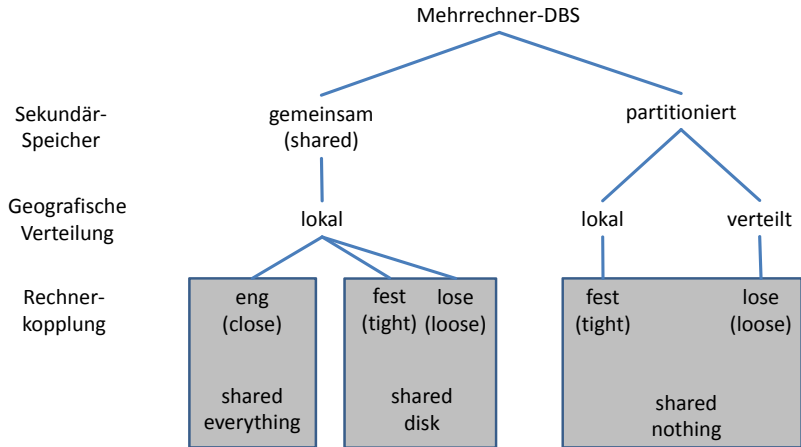 Mehrrechner-DBS
Sekundär-
Speicher
gemeinsam
(shared)
partitioniert
Geografische
Verteilung
lokal
lokal
verteilt
Rechner-
kopplung
eng
(close)
fest
(tight)
lose
(loose)
fest
(tight)
lose
(loose)
shared
everything
shared
disk
shared
nothing